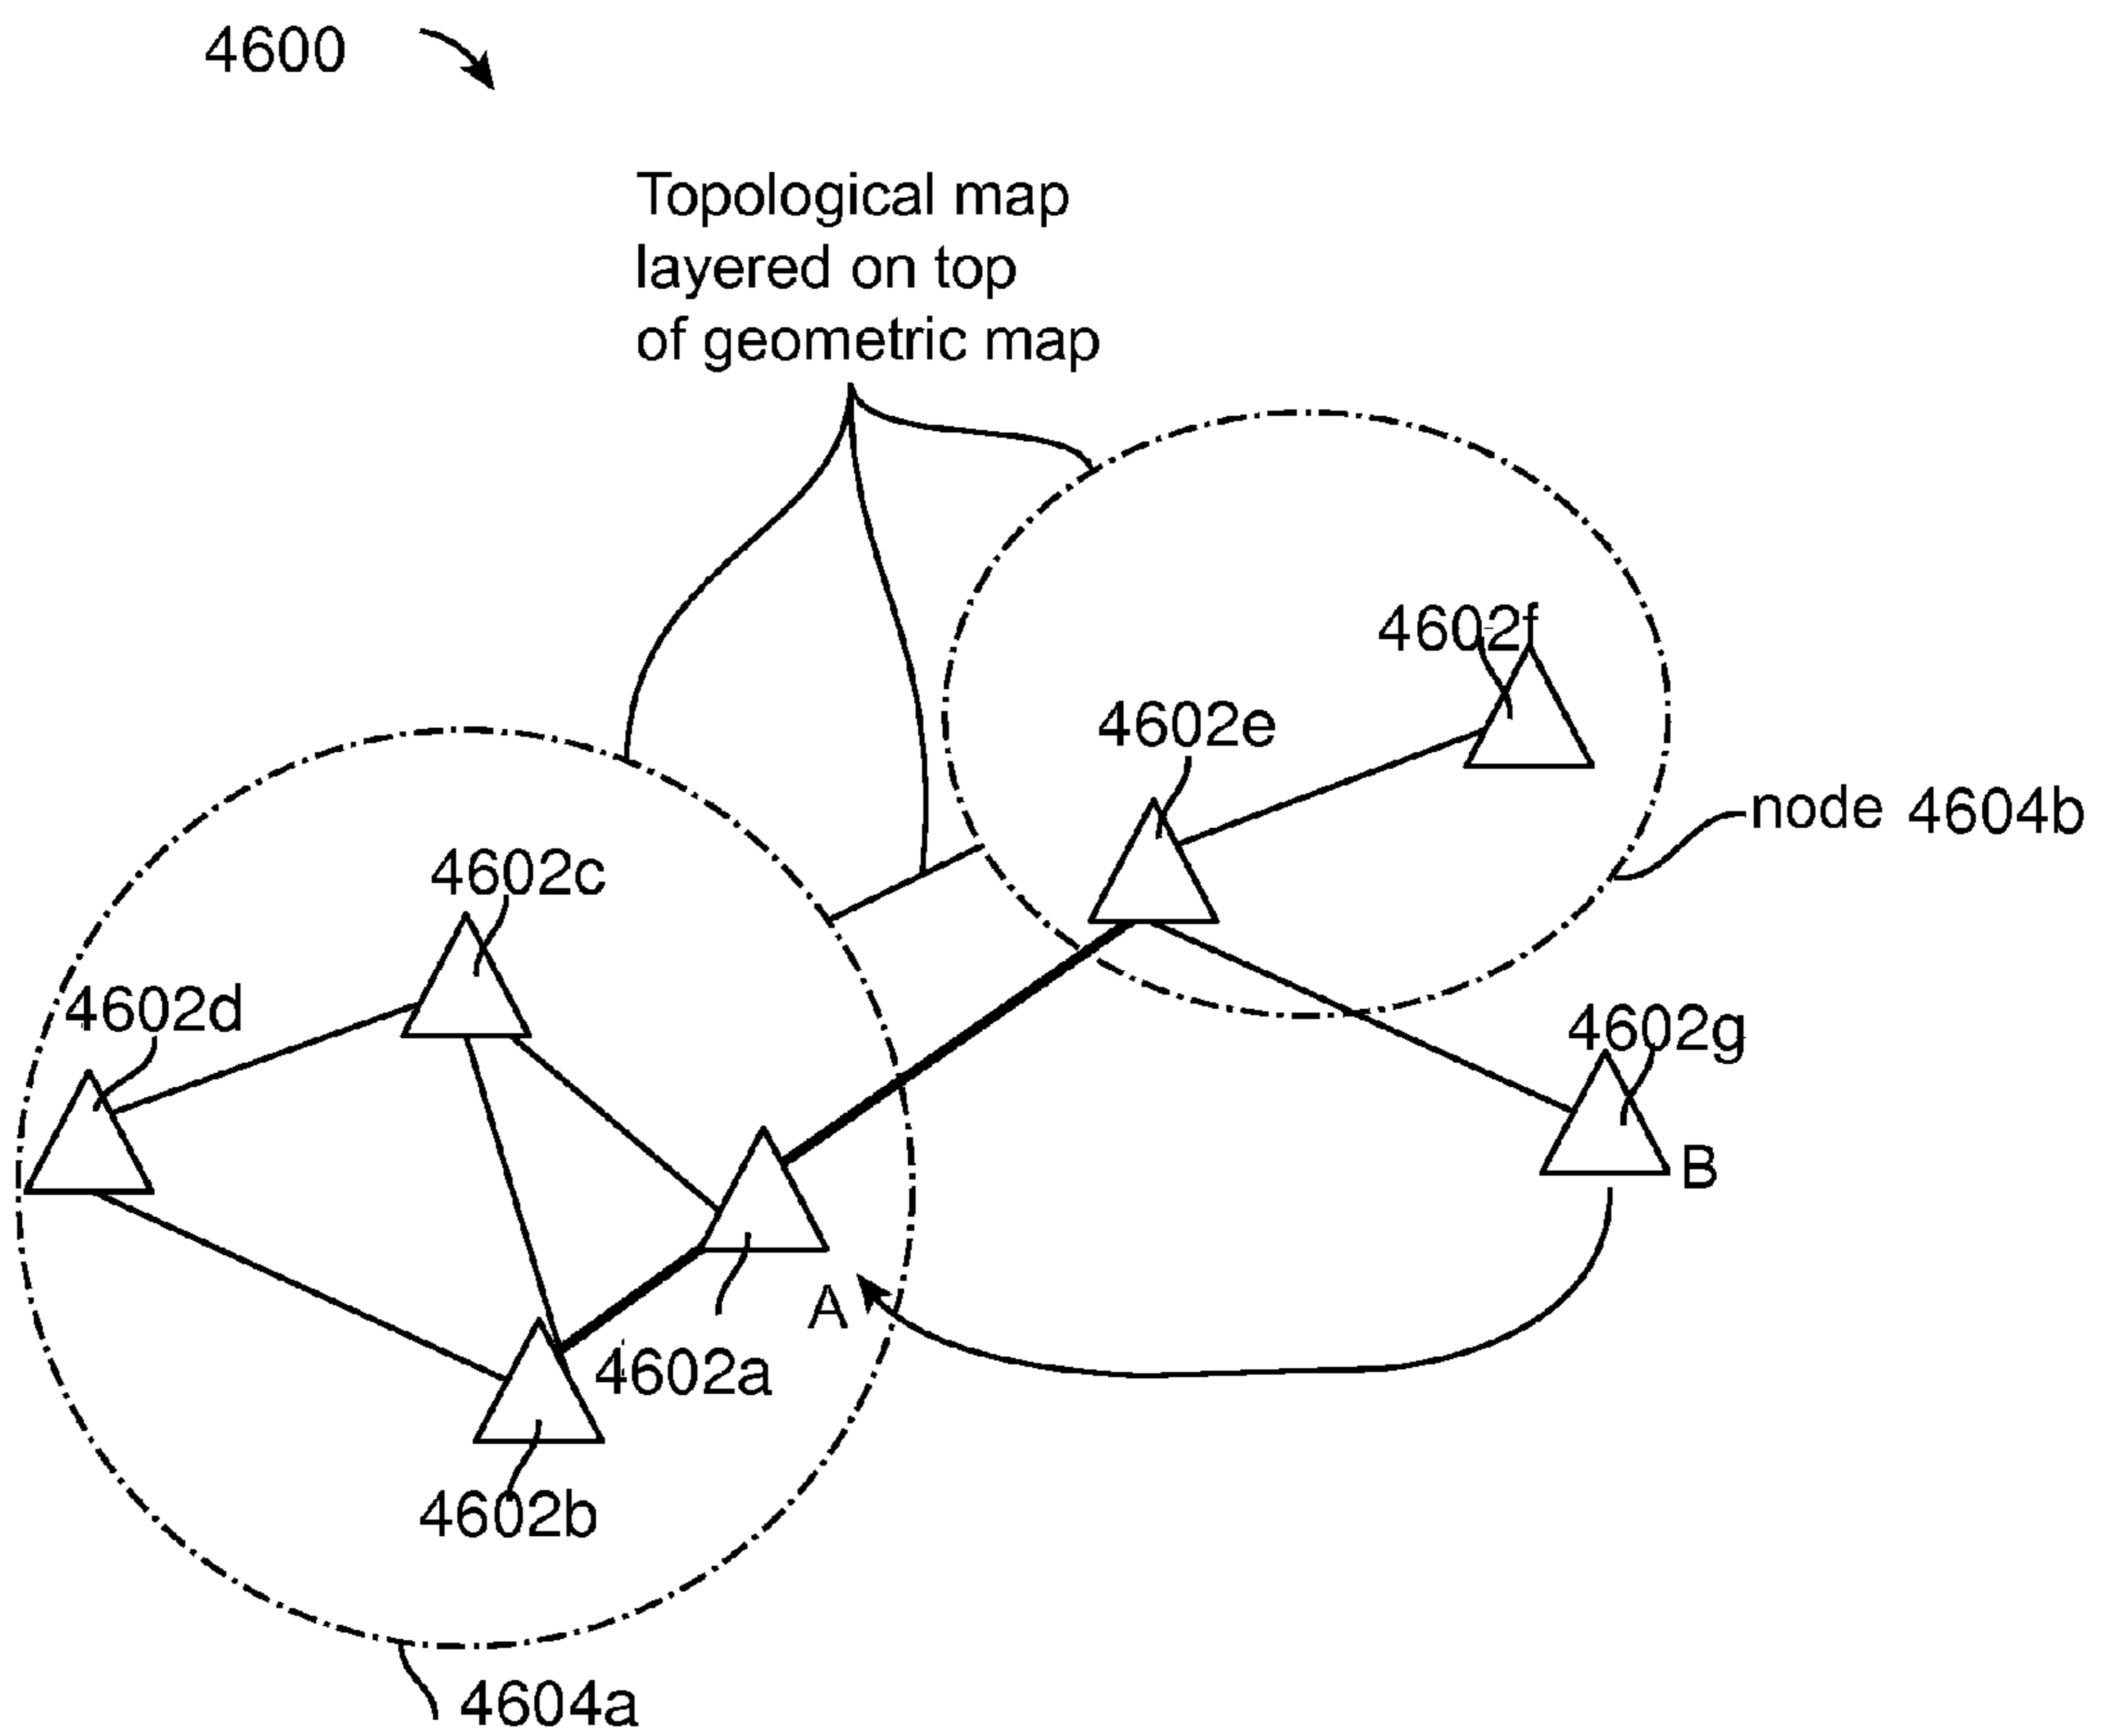 4600
Topological map
layered on top
of geometric map
4602f
4602e
node 4604b
4602c
4602d
4602g
B
A
4602a
4602b
4604a